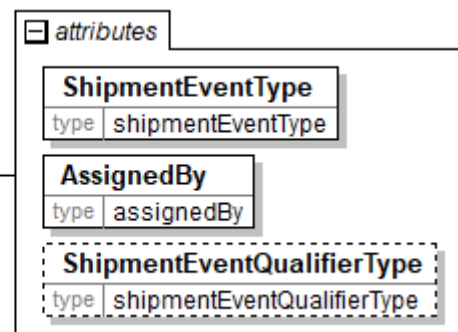 attributes
ShipmentEventType
type shipmentEventType
AssignedBy
type assignedBy
ShipmentEventQualifierType
type shipmentEventQualifierType